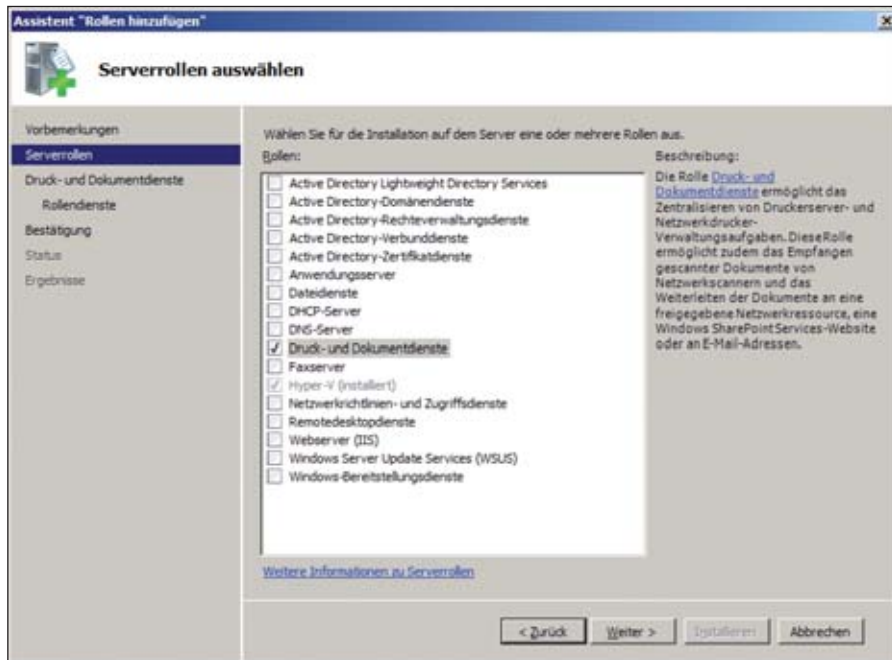 Assistent "Rollen hinzufügen"
Serverrollen auswählen
Vorbemerkungen
Serverrollen
Druck- und Dokumentdienste
Rollendienste
Bestätigung
Status
Ergebnisse
Wählen Sie für die Installation auf dem Server eine oder mehrere Rollen aus.
Rollen:
Active Directory Lightweight Directory Services
Active Directory-Domänendienste
Active Directory-Rechteverwaltungsdienste
Active Directory-Verbunddienste
Active Directory-Zertifikatdienste
Anwendungsserver
Dateidienste
DHCP-Server
DNS-Server
Druck- und Dokumentdienste
Faxserver
Hyper-V (installiert)
Netzwerkrichtlinien- und Zugriffsdienste
Remotedesktopdienste
Webserver (IIS)
Windows Server Update Services (WSUS)
Windows-Bereitstellungsdienste
Weitere Informationen zu Serverrollen
Beschreibung:
Die Rolle Druck- und
Dokumentdienste ermöglicht das
Zentralisieren von Druckerserver- und
Netzwerkdrucker-
Verwaltungsaufgaben. Diese Rolle
ermöglicht zudem das Empfangen
gescannter Dokumente von
Netzwerkscannern und das
Weiterleiten der Dokumente an eine
freigegebene Netzwerkressource, eine
Windows SharePoint Services-Website
oder an E-Mail-Adressen.
< Zurück
Weiter >
Installieren
Abbrechen